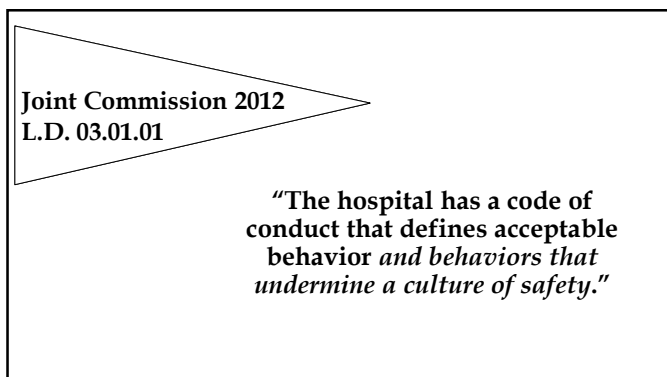 Joint Commission 2012
L.D. 03.01.01
“The hospital has a code of
conduct that defines acceptable
behavior and behaviors that
undermine a culture of safety.”